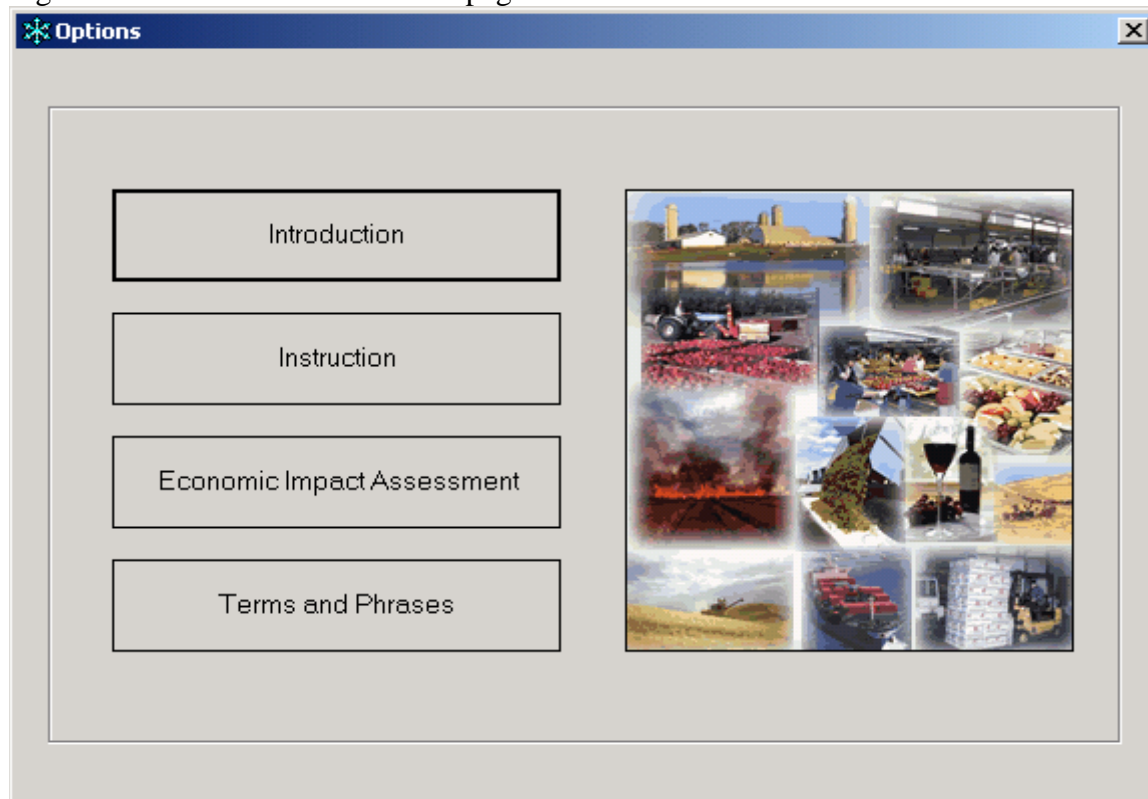 Options
Introduction
Instruction
Economic Impact Assessment
Terms and Phrases